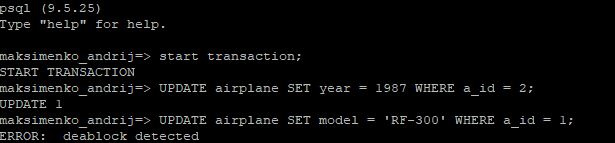 psql (9.5.25)
Type "help" for help.
maksimenko_andrij=> start transaction;
START TRANSACTION
maksimenko_andrij=> UPDATE airplane SET year = 1987 WHERE a_id = 2;
UPDATE 1
maksimenko_andrij=> UPDATE airplane SET model = 'RF-300' WHERE a_id = 1;
ERROR:  deablock detected